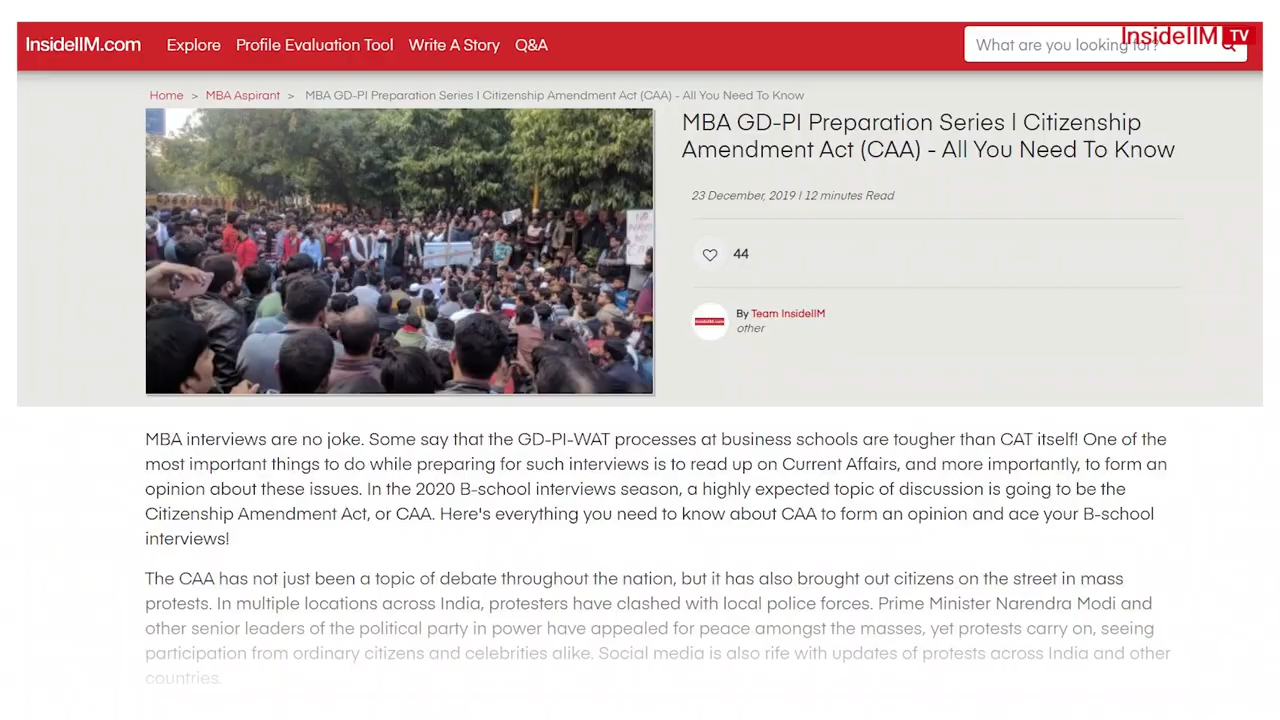 InsideIIM.com Explore Profile Evaluation Tool Write A Story Q&A What are you looking for? InsideIIM TV
Home > MBA Aspirant > MBA GD-PI Preparation Series | Citizenship Amendment Act (CAA) - All You Need To Know
MBA GD-PI Preparation Series | Citizenship
Amendment Act (CAA) - All You Need To Know
23 December, 2019 | 12 minutes Read
44
By Team InsideIIM
other
MBA interviews are no joke. Some say that the GD-PI-WAT processes at business schools are tougher than CAT itself! One of the
most important things to do while preparing for such interviews is to read up on Current Affairs, and more importantly, to form an
opinion about these issues. In the 2020 B-school interviews season, a highly expected topic of discussion is going to be the
Citizenship Amendment Act, or CAA. Here's everything you need to know about CAA to form an opinion and ace your B-school
interviews!
The CAA has not just been a topic of debate throughout the nation, but it has also brought out citizens on the street in mass
protests. In multiple locations across India, protesters have clashed with local police forces. Prime Minister Narendra Modi and
other senior leaders of the political party in power have appealed for peace amongst the masses, yet protests carry on, seeing
participation from ordinary citizens and celebrities alike. Social media is also rife with updates of protests across India and other
countries.